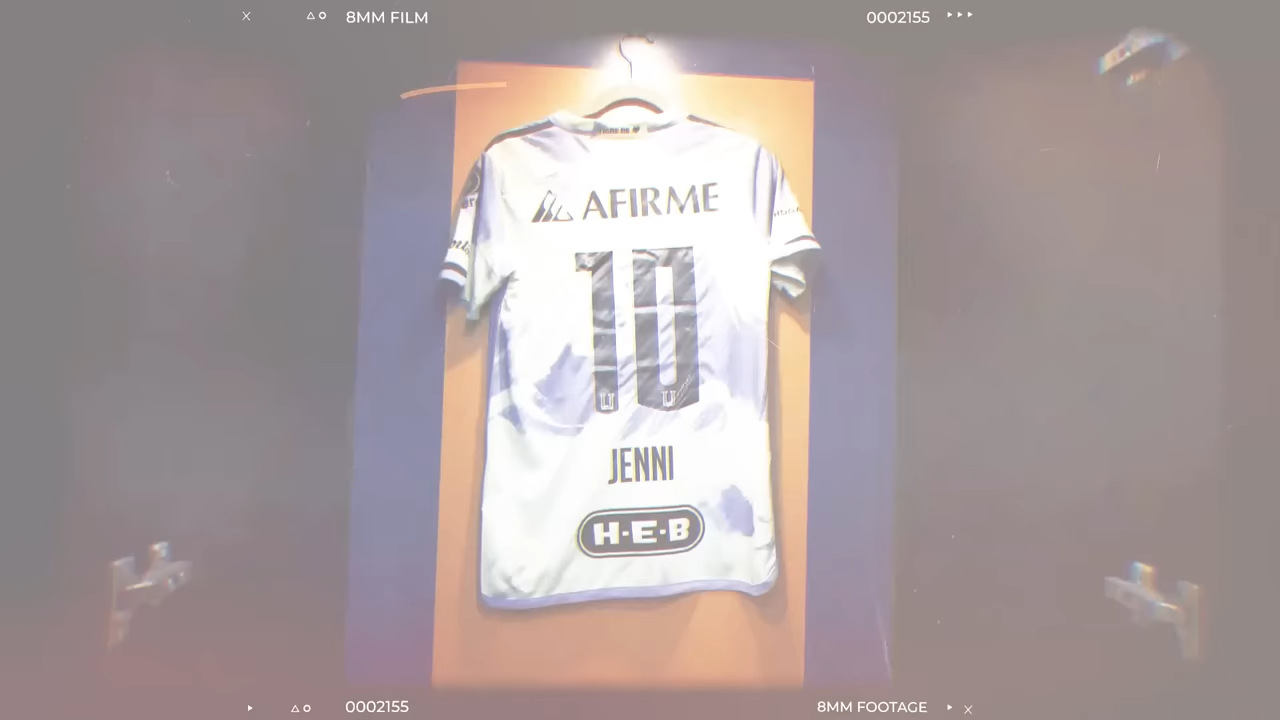 8MM FILM
0002155
AFIRME
10
JENNI
H-E-B
0002155
8MM FOOTAGE